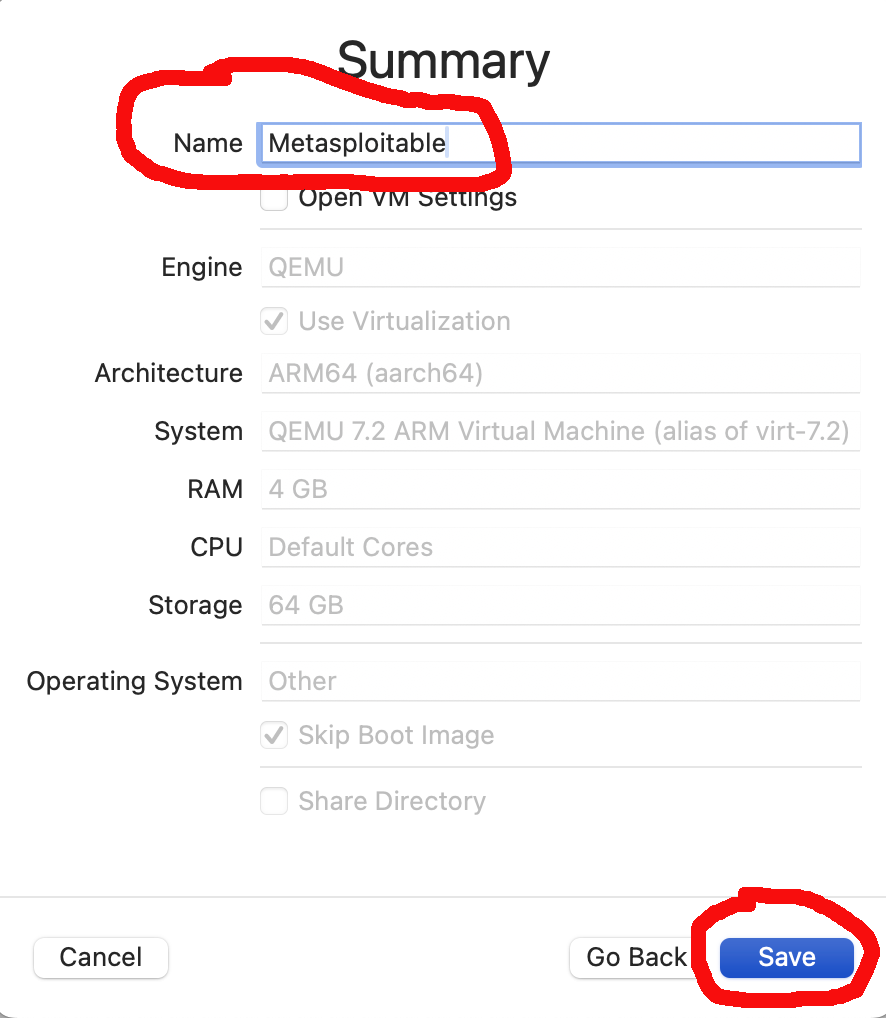 Summary
Name Metasploitable
Open VM Settings
Engine QEMU
Use Virtualization
Architecture ARM64 (aarch64)
System QEMU 7.2 ARM Virtual Machine (alias of virt-7.2)
RAM 4 GB
CPU Default Cores
Storage 64 GB
Operating System Other
Skip Boot Image
Share Directory
Cancel Go Back Save